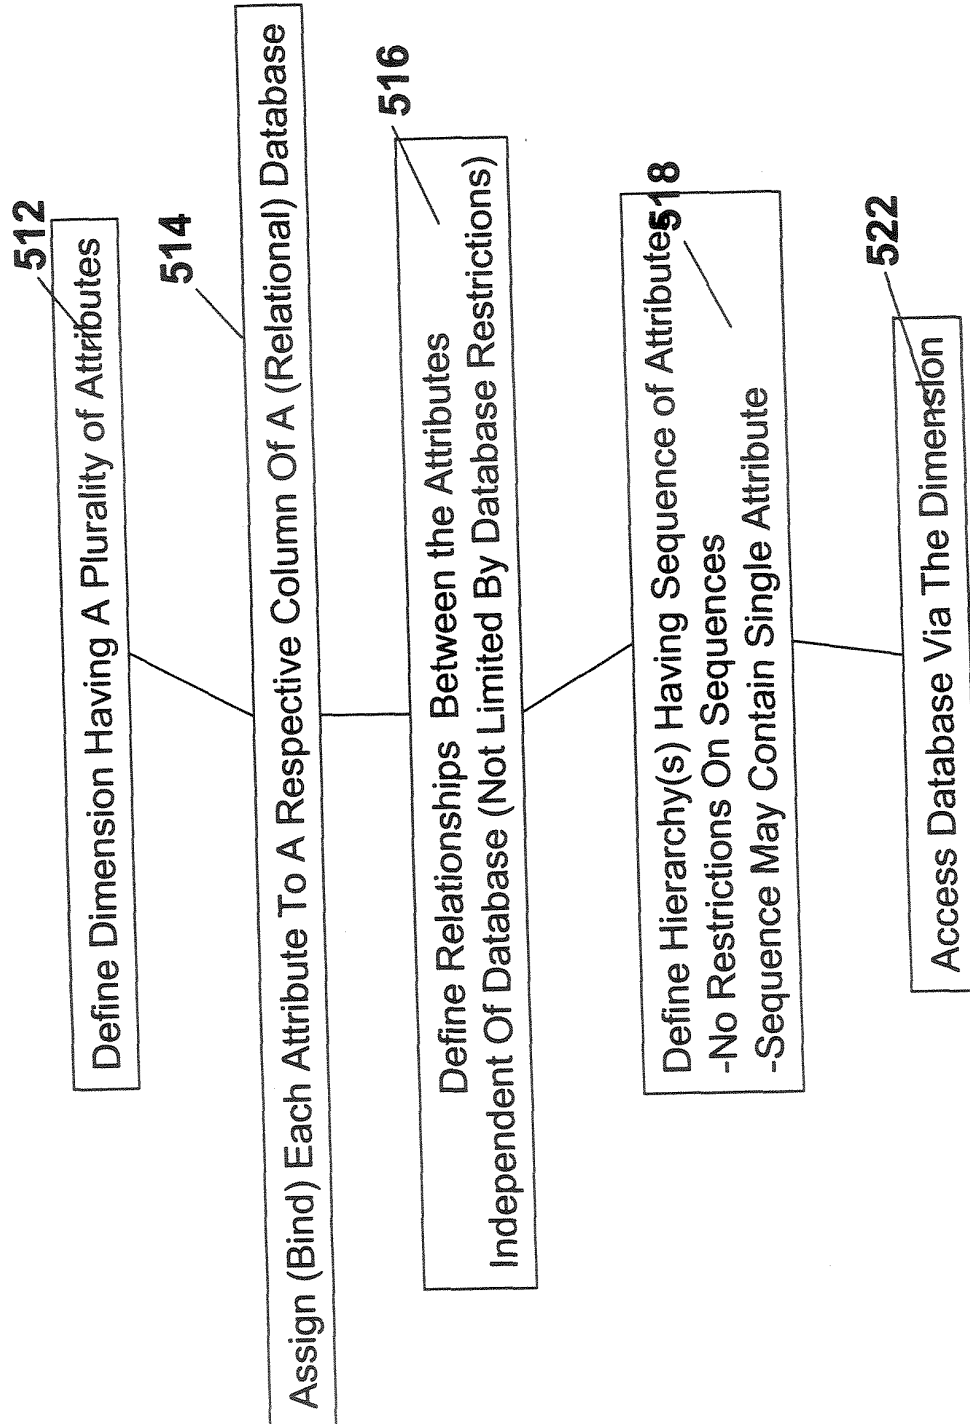 512
Define Dimension Having A Plurality of Attributes
514
Assign (Bind) Each Attribute To A Respective Column Of A (Relational) Database
516
Define Relationships Between the Attributes
Independent Of Database (Not Limited By Database Restrictions)
518
Define Hierarchy(s) Having Sequence of Attributes
-No Restrictions On Sequences
-Sequence May Contain Single Attribute
522
Access Database Via The Dimension